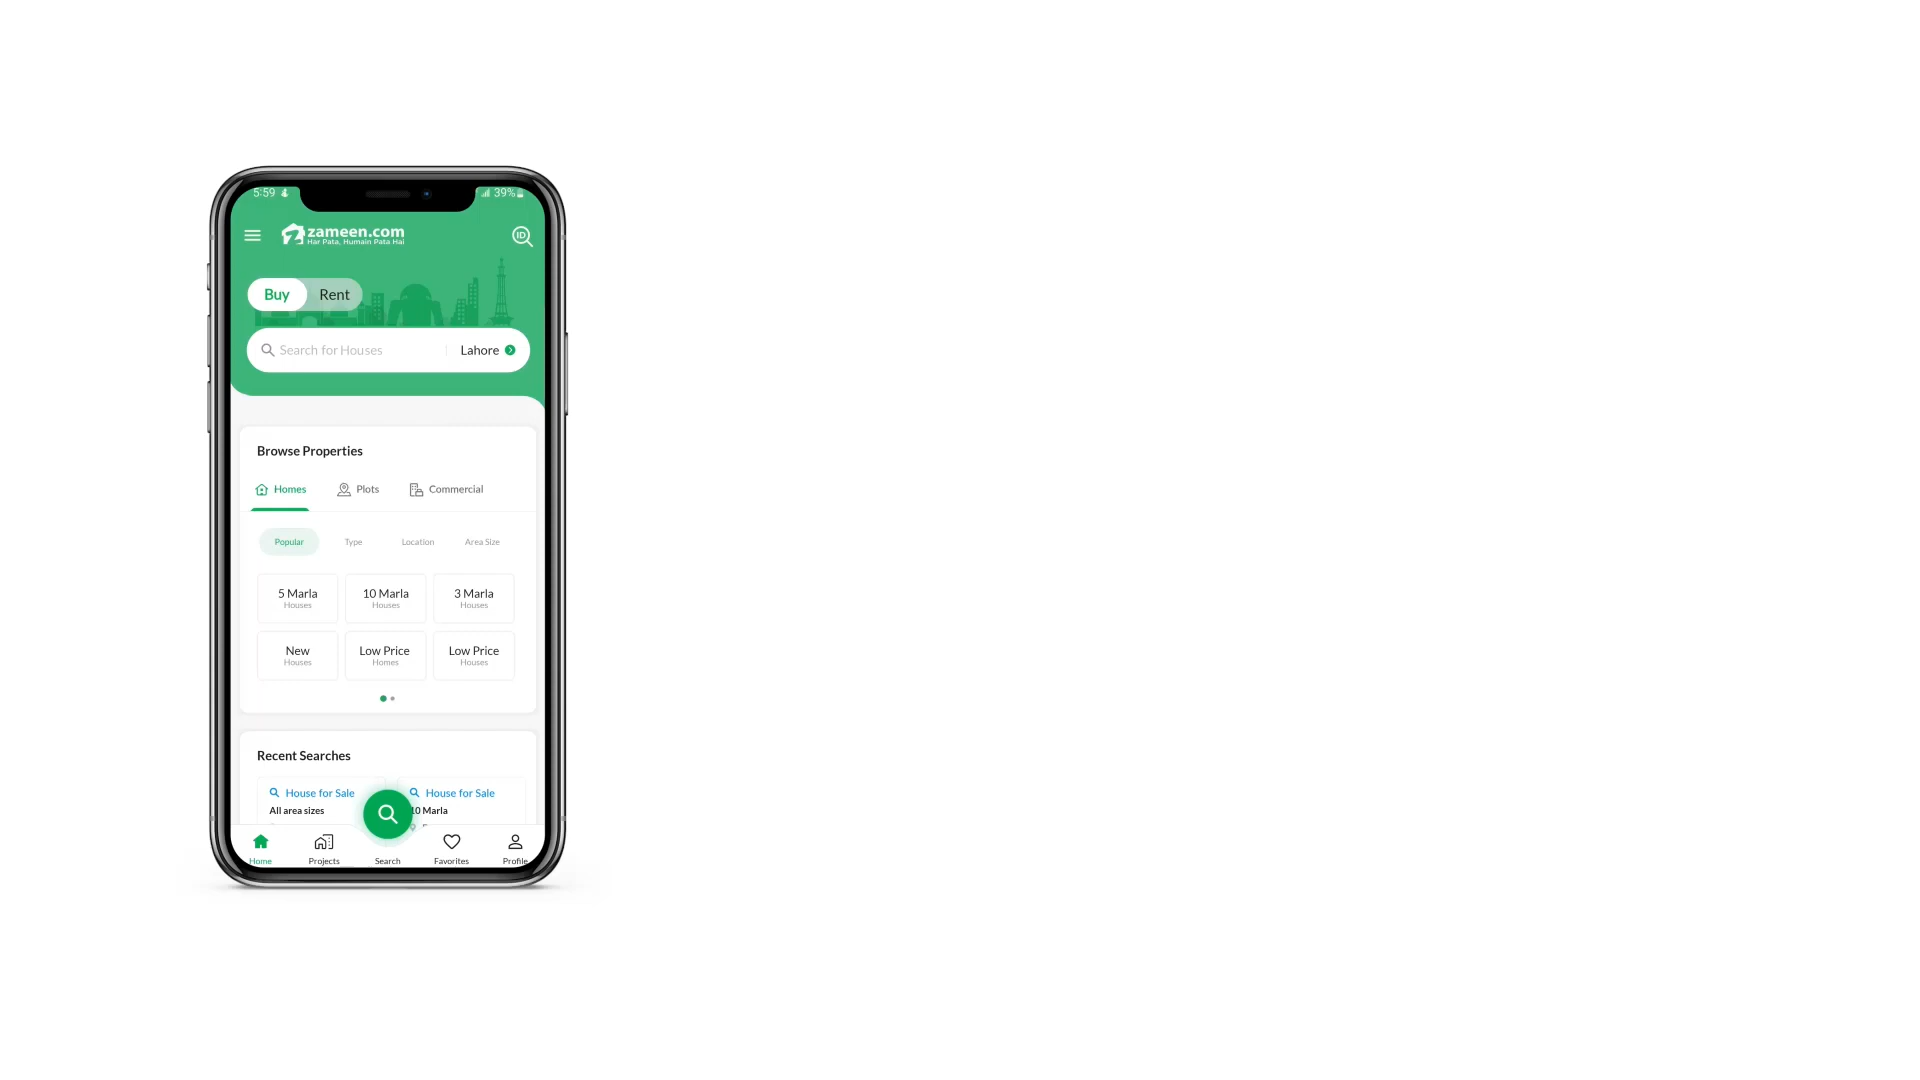 5:59
39%
zameen.com
Har Pata, Humain Pata Hai
ID
Buy Rent
Search for Houses Lahore
Browse Properties
Homes Plots Commercial
Popular Type Location Area Size
5 Marla 10 Marla 3 Marla
Houses Houses Houses
New Low Price Low Price
Houses Homes Houses
Recent Searches
House for Sale House for Sale
All area sizes 10 Marla
Home Projects Search Favorites Profile